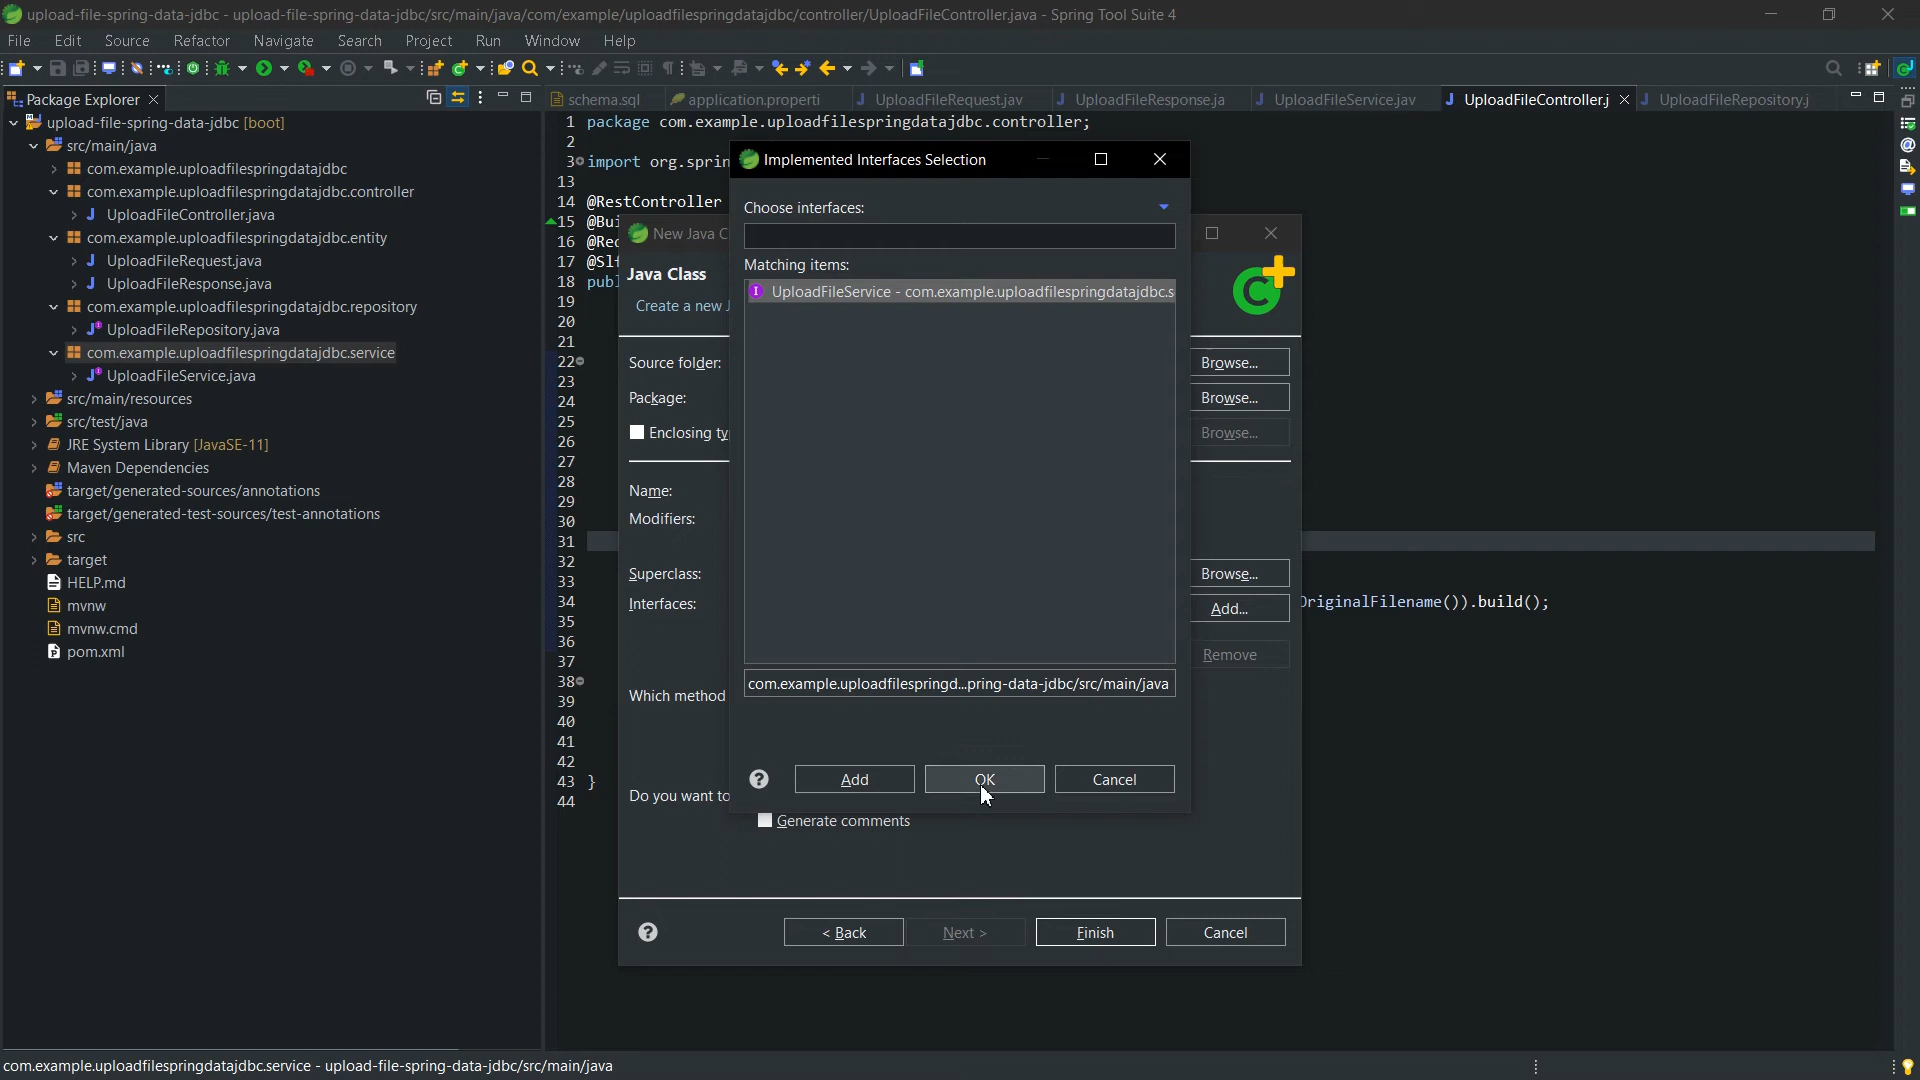 upload-file-spring-data-jdbc - upload-file-spring-data-jdbc/src/main/java/com/example/uploadfilespringdatajdbc/controller/UploadFileController.java - Spring Tool Suite 4
File Edit Source Refactor Navigate Search Project Run Window Help
Package Explorer
schema.sql application.properti UploadFileRequest.jav UploadFileResponse.ja UploadFileService.jav UploadFileController.j UploadFileRepository.j
upload-file-spring-data-jdbc [boot]
src/main/java
com.example.uploadfilespringdatajdbc
com.example.uploadfilespringdatajdbc.controller
UploadFileController.java
com.example.uploadfilespringdatajdbc.entity
UploadFileRequest.java
UploadFileResponse.java
com.example.uploadfilespringdatajdbc.repository
UploadFileRepository.java
com.example.uploadfilespringdatajdbc.service
UploadFileService.java
src/main/resources
src/test/java
JRE System Library [JavaSE-11]
Maven Dependencies
target/generated-sources/annotations
target/generated-test-sources/test-annotations
src
target
HELP.md
mvnw
mvnw.cmd
pom.xml
1 package com.example.uploadfilespringdatajdbc.controller;
2
3 import org.sprin
13
14 @RestController
15 @Bui
16 @Req
17 @Slf
18 publ
19
20
21
22
23
24
25
26
27
28
29
30
31
32
33
34 OriginalFilename()).build();
35
36
37
38
39
40
41
42
43 }
44
New Java C
Java Class
Create a new J
Source folder: Browse...
Package: Browse...
Enclosing ty Browse...
Name:
Modifiers:
Superclass: Browse...
Interfaces: Add...
Remove
Which method
Do you want to
Generate comments
< Back Next > Finish Cancel
Implemented Interfaces Selection
Choose interfaces:
Matching items:
UploadFileService - com.example.uploadfilespringdatajdbc.s
com.example.uploadfilespringd...pring-data-jdbc/src/main/java
Add OK Cancel
com.example.uploadfilespringdatajdbc.service - upload-file-spring-data-jdbc/src/main/java